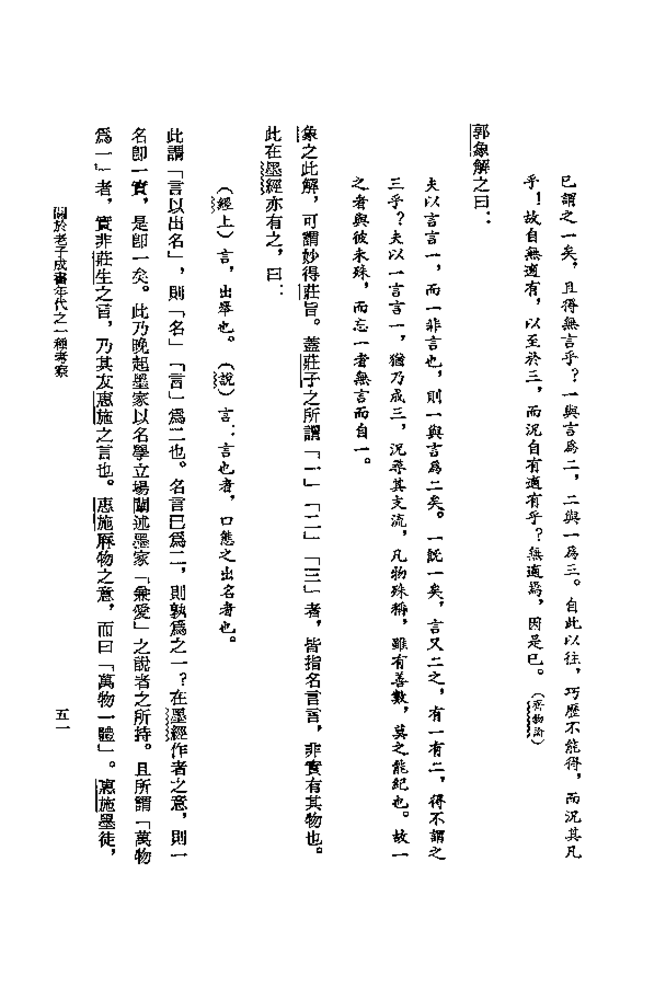 已謂之一矣，且得無言乎？一與言爲二，二與一爲三。自此以往，巧歷不能得，而況其凡
乎！故自無適有，以至於三，而況自有適有乎？無適焉，因是已。（齊物論）
郭象解之曰：
夫以言言一，而一非言也，則一與言爲二矣。一旣一矣，言又二之，有一有二，得不謂之
三乎？夫以一言言一，猶乃成三，況尋其支流，凡物殊稱，雖有善數，莫之能紀也。故一
之者與彼未殊，而忘一者無言而自一。
象之此解，可謂妙得莊旨。蓋莊子之所謂「一」「二」「三」者，皆指名言言，非實有其物也。
此在墨經亦有之，曰：
（經上）言，出舉也。（說）言：言也者，口態之出名者也。
此謂「言以出名」，則「名」「言」爲二也。名言已爲二，則孰爲之一？在墨經作者之意，則一
名卽一實，是卽一矣。此乃晚起墨家以名學立場闡述墨家「兼愛」之說者之所持。且所謂「萬物
爲一」者，實非莊生之旨，乃其友惠施之言也。惠施厤物之意，而曰「萬物一體」。惠施墨徒，
關於老子成書年代之一種考察
五一